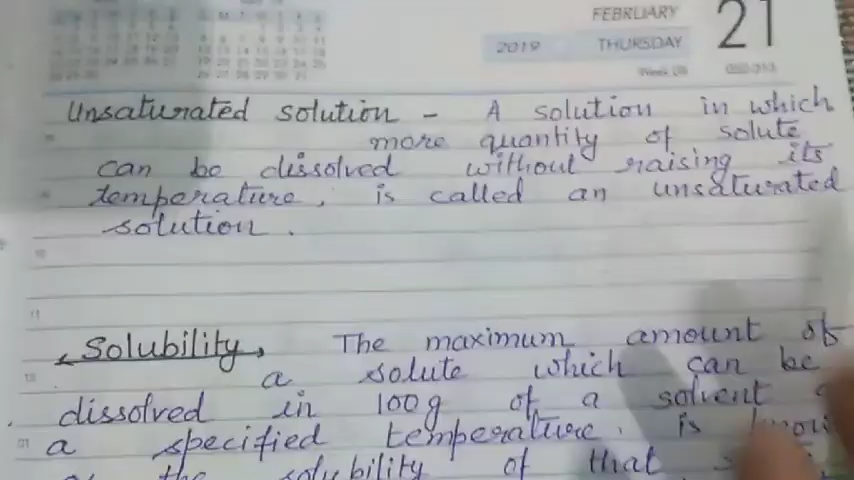 FEBRUARY
21
2019
THURSDAY
Unsaturated solution - A solution in which
more quantity of solute
can be dissolved without raising its
temperature, is called an unsaturated
solution.
10
11
Solubility, The maximum amount of
a solute which can be
dissolved in 100g of a solvent
a specified temperature. is
the solubility of that